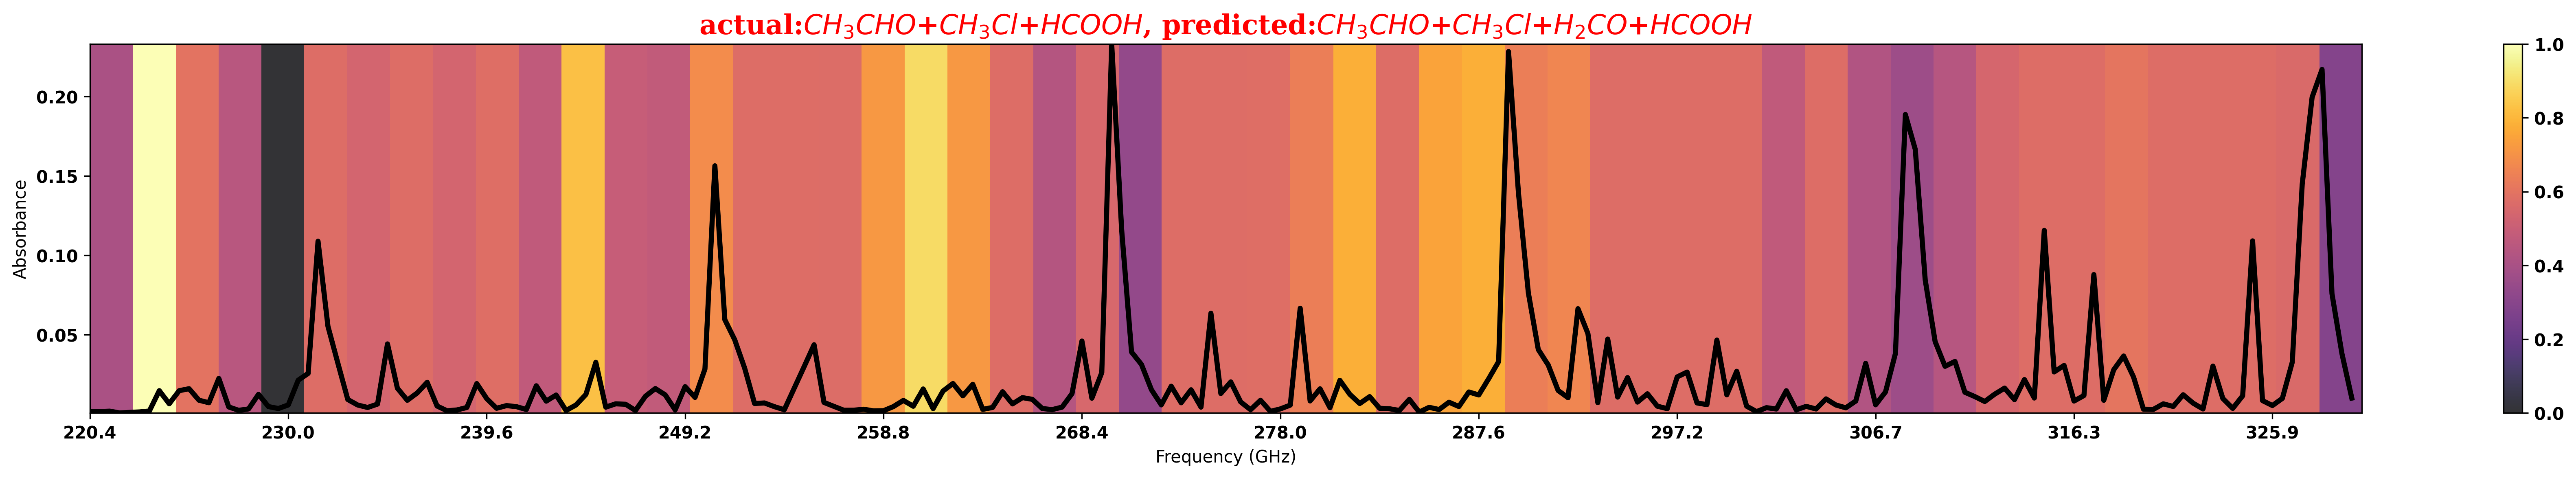 actual:CH₃CHO+CH₃Cl+HCOOH, predicted:CH₃CHO+CH₃Cl+H₂CO+HCOOH
Absorbance
0.20
0.15
0.10
0.05
220.4 230.0 239.6 249.2 258.8 268.4 278.0 287.6 297.2 306.7 316.3 325.9
Frequency (GHz)
1.0
0.8
0.6
0.4
0.2
0.0